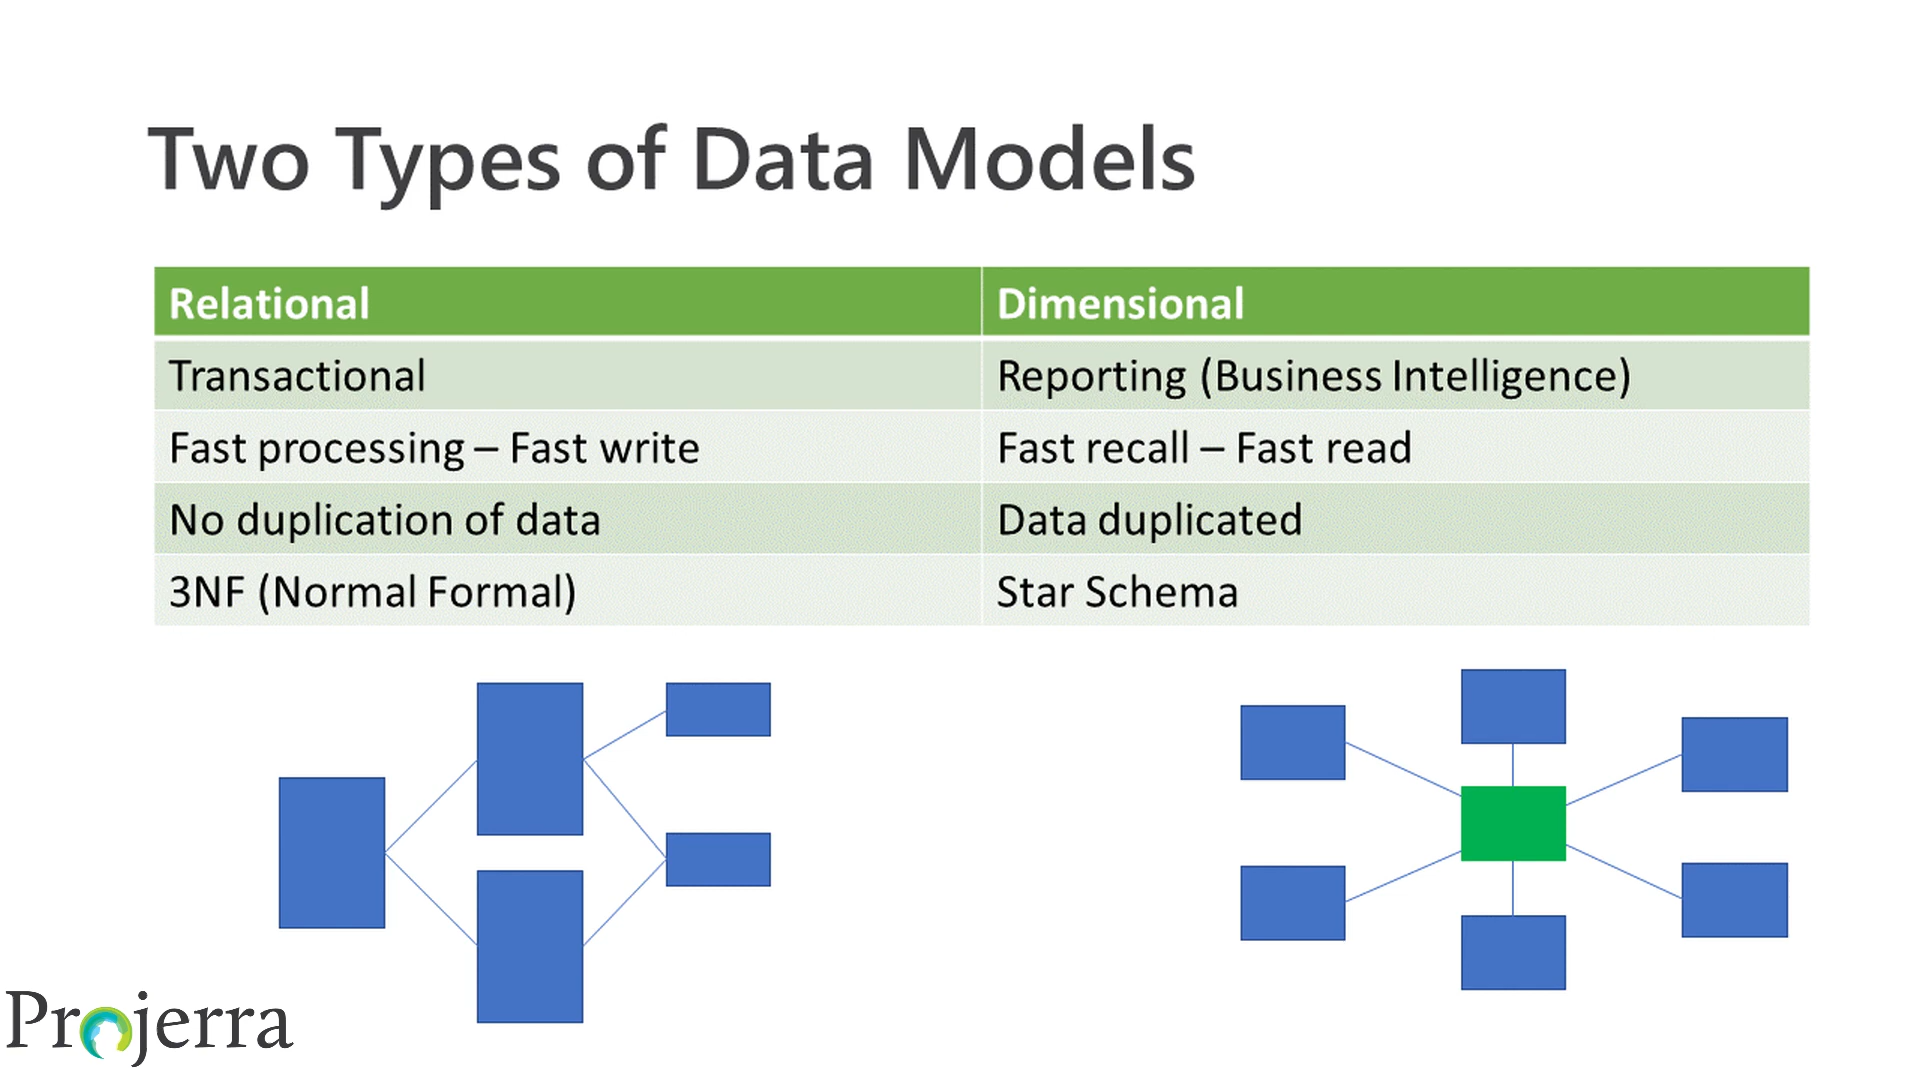 Two Types of Data Models
Relational
Dimensional
Transactional
Reporting (Business Intelligence)
Fast processing – Fast write
Fast recall – Fast read
No duplication of data
Data duplicated
3NF (Normal Formal)
Star Schema
Projerra